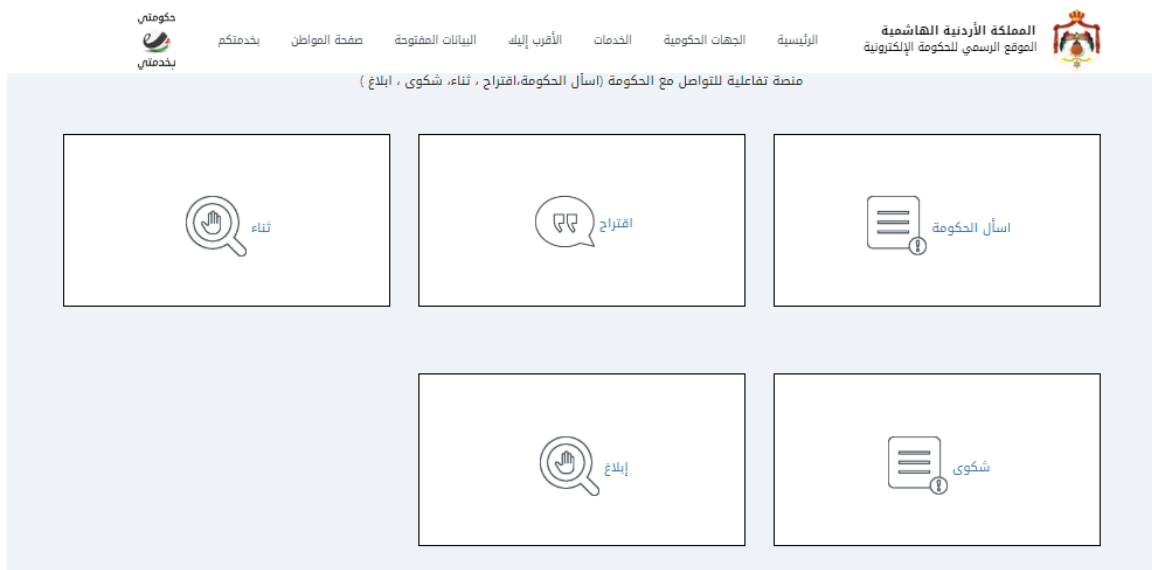 المملكة الأردنية الهاشمية
الموقع الرسمي للحكومة الإلكترونية
الرئيسية
الجهات الحكومية
الخدمات
الأقرب إليك
البيانات المفتوحة
صفحة المواطن
بخدمتكم
حكومتي
بخدمتي
منصة تفاعلية للتواصل مع الحكومة (اسأل الحكومة،اقتراح ، ثناء، شكوى ، ابلاغ )
اسأل الحكومة
اقتراح
ثناء
شكوى
إبلاغ